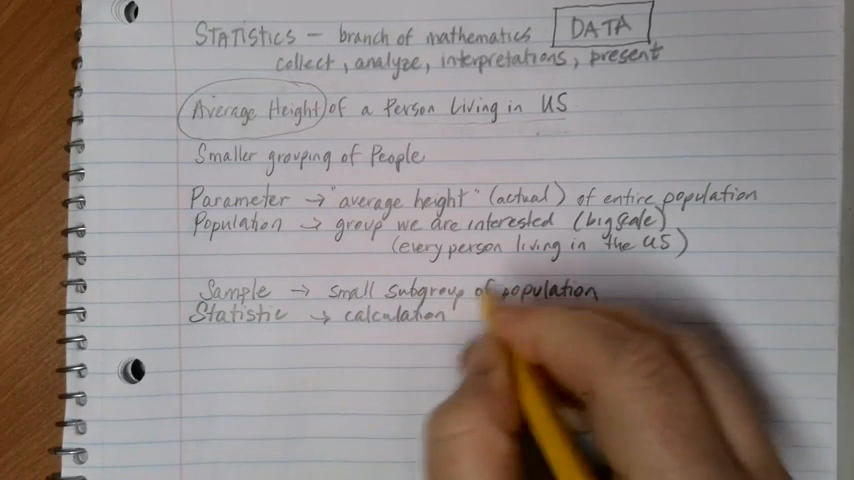 STATISTICS – branch of mathematics DATA
collect, analyze, interpretations, present
Average Height of a Person Living in US
Smaller grouping of People
Parameter → "average height" (actual) of entire population
Population → group we are interested (big scale)
(every person living in the US)
Sample → small subgroup of population
Statistic → calculation